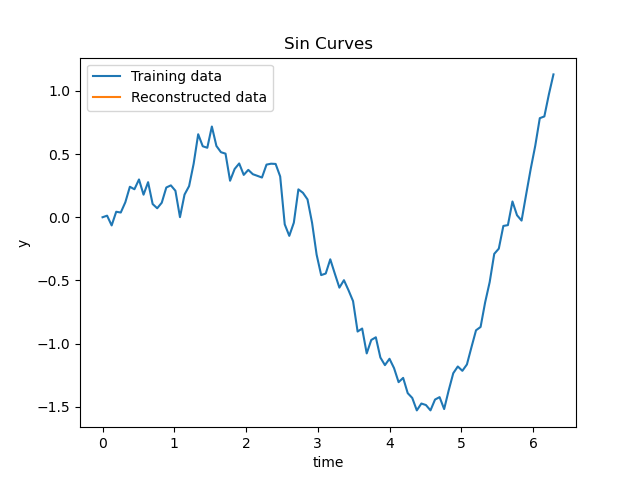 Sin Curves
Training data
Reconstructed data
1.0
0.5
0.0
−0.5
−1.0
−1.5
y
0 1 2 3 4 5 6
time